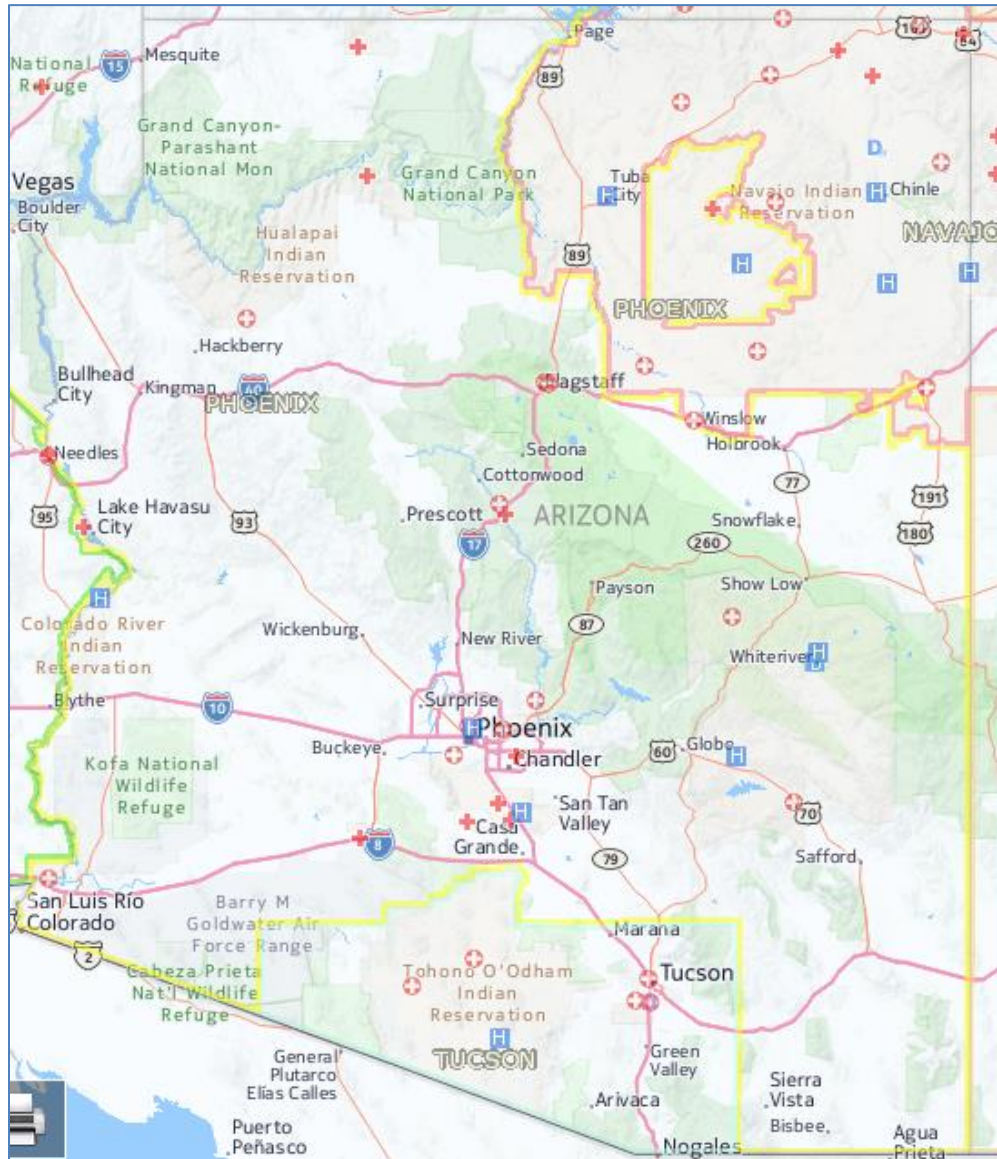 Page
160
64
National
Refuge
15
Mesquite
89
Grand Canyon-
Parashant
National Mon
Grand Canyon
National Park
Tuba
City
H
Navajo Indian
Reservation
D
H
Chinle
Vegas
Boulder
City
Hualapai
Indian
Reservation
NAVAJO
89
H
H
H
PHOENIX
Hackberry
Bullhead
City
Kingman
40
PHOENIX
Flagstaff
Winslow
Holbrook
Needles
Sedona
Cottonwood
77
191
95
Lake Havasu
City
93
Prescott
ARIZONA
Snowflake
180
17
260
H
Payson
Show Low
Colorado River
Indian
Reservation
Wickenburg
New River
87
Whiteriver
H
D
Blythe
10
Surprise
H
Phoenix
Buckeye
Chandler
60
Globe
H
Kofa National
Wildlife
Refuge
San Tan
Valley
H
70
8
Casa
Grande
79
Safford
San Luis Río
Colorado
Barry M
Goldwater Air
Force Range
Marana
2
Cabeza Prieta
Nat'l Wildlife
Refuge
Tohono O'Odham
Indian
Reservation
Tucson
H
TUCSON
General
Plutarco
Elías Calles
Green
Valley
Arivaca
Sierra
Vista
Bisbee
Puerto
Peñasco
Nogales
Agua
Prieta